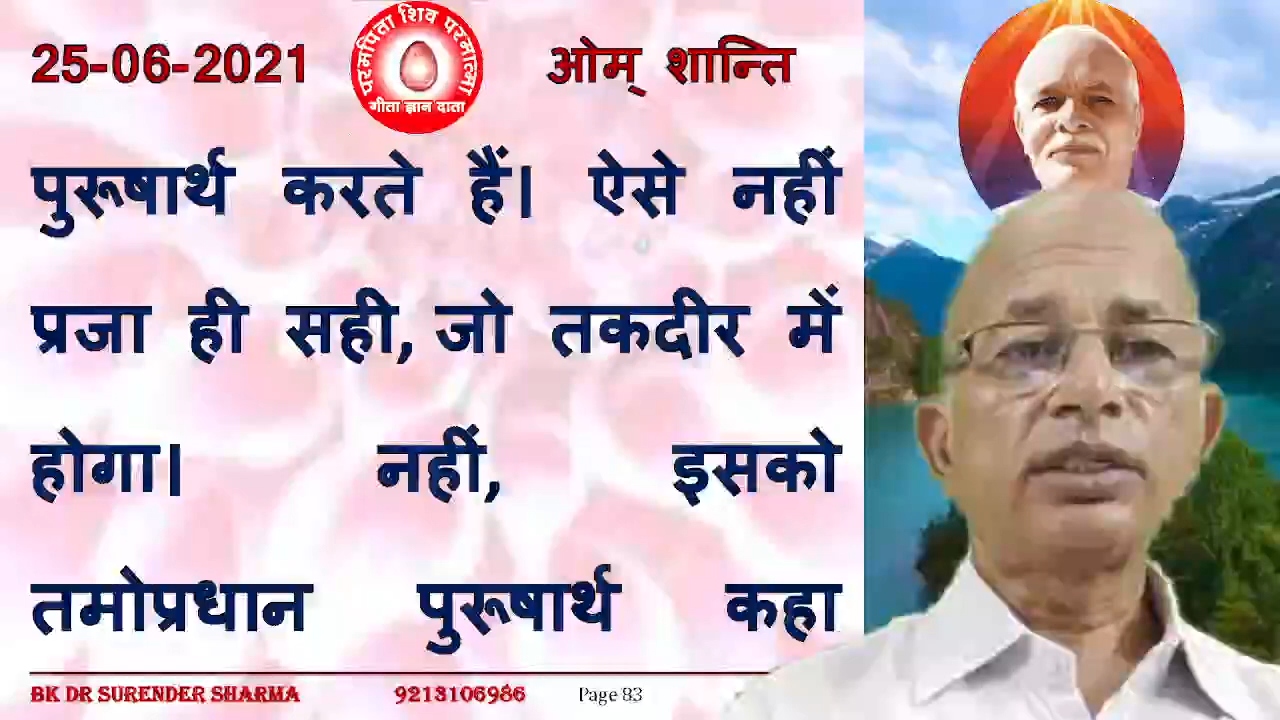 25-06-2021
परमपिता शिव परमात्मा
गीता ज्ञान दाता
ओम् शान्ति
पुरूषार्थ करते हैं। ऐसे नहीं
प्रजा ही सही, जो तकदीर में
होगा। नहीं, इसको
तमोप्रधान पुरूषार्थ कहा
BK DR SURENDER SHARMA 9213106986 Page 83